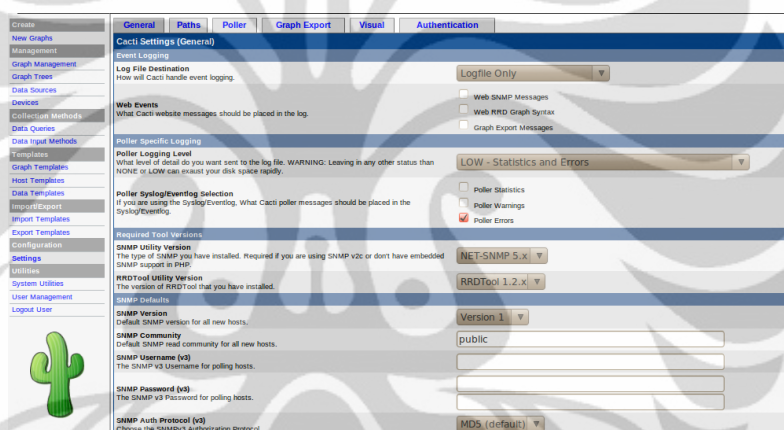 Create
New Graphs
Management
Graph Management
Graph Trees
Data Sources
Devices
Collection Methods
Data Queries
Data Input Methods
Templates
Graph Templates
Host Templates
Data Templates
Import/Export
Import Templates
Export Templates
Configuration
Settings
Utilities
System Utilities
User Management
Logout User
General Paths Poller Graph Export Visual Authentication
Cacti Settings (General)
Event Logging
Log File Destination
How will Cacti handle event logging.
Logfile Only
Web Events
What Cacti website messages should be placed in the log.
Web SNMP Messages
Web RRD Graph Syntax
Graph Export Messages
Poller Specific Logging
Poller Logging Level
What level of detail do you want sent to the log file. WARNING: Leaving in any other status than
NONE or LOW can exaust your disk space rapidly.
LOW - Statistics and Errors
Poller Syslog/Eventlog Selection
If you are using the Syslog/Eventlog, What Cacti poller messages should be placed in the
Syslog/Eventlog.
Poller Statistics
Poller Warnings
Poller Errors
Required Tool Versions
SNMP Utility Version
The type of SNMP you have installed. Required if you are using SNMP v2c or don't have embedded
SNMP support in PHP.
NET-SNMP 5.x
RRDTool Utility Version
The version of RRDTool that you have installed.
RRDTool 1.2.x
SNMP Defaults
SNMP Version
Default SNMP version for all new hosts.
Version 1
SNMP Community
Default SNMP read community for all new hosts.
public
SNMP Username (v3)
The SNMP v3 Username for polling hosts.
SNMP Password (v3)
The SNMP v3 Password for polling hosts.
SNMP Auth Protocol (v3)
Choose the SNMPv3 Authorization Protocol.
MD5 (default)